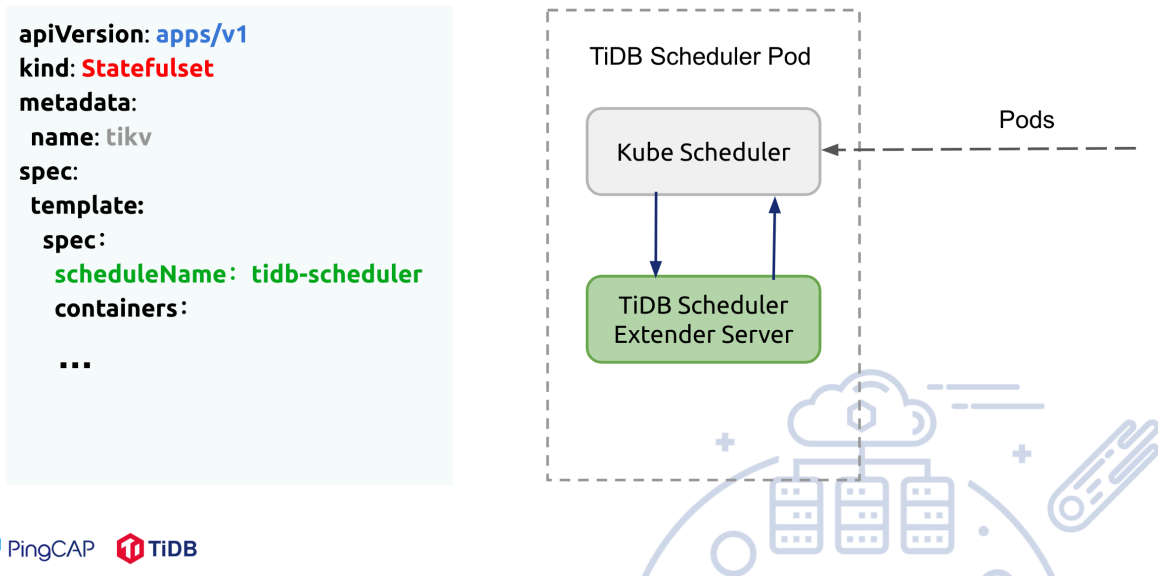 apiVersion: apps/v1
kind: Statefulset
metadata:
name: tikv
spec:
template:
spec：
scheduleName： tidb-scheduler
containers：
...
TiDB Scheduler Pod
Kube Scheduler
TiDB Scheduler
Extender Server
Pods
PingCAP
TiDB